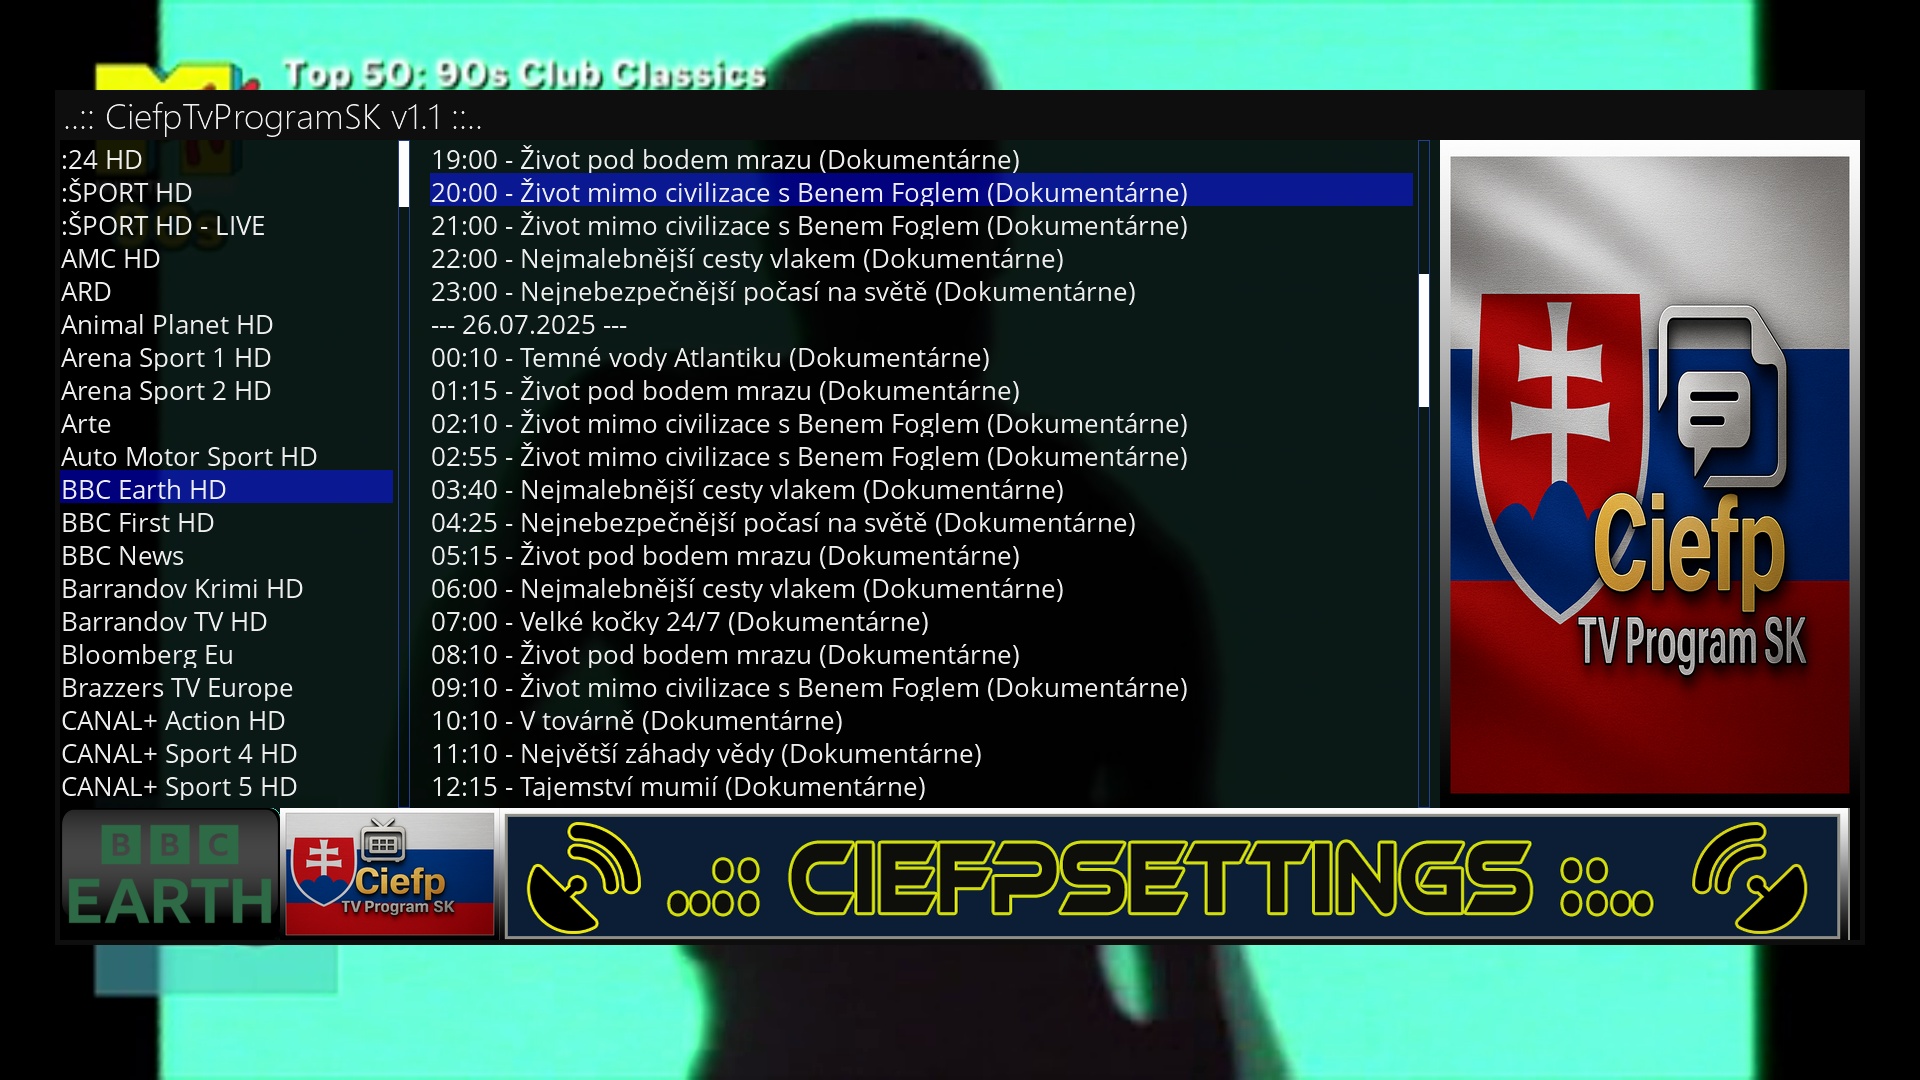 Top 50: 90s Club Classics
..:: CiefpTvProgramSK v1.1 ::..
:24 HD
:ŠPORT HD
:ŠPORT HD - LIVE
AMC HD
ARD
Animal Planet HD
Arena Sport 1 HD
Arena Sport 2 HD
Arte
Auto Motor Sport HD
BBC Earth HD
BBC First HD
BBC News
Barrandov Krimi HD
Barrandov TV HD
Bloomberg Eu
Brazzers TV Europe
CANAL+ Action HD
CANAL+ Sport 4 HD
CANAL+ Sport 5 HD
19:00 - Život pod bodem mrazu (Dokumentárne)
20:00 - Život mimo civilizace s Benem Foglem (Dokumentárne)
21:00 - Život mimo civilizace s Benem Foglem (Dokumentárne)
22:00 - Nejmalebnější cesty vlakem (Dokumentárne)
23:00 - Nejnebezpečnější počasí na světě (Dokumentárne)
--- 26.07.2025 ---
00:10 - Temné vody Atlantiku (Dokumentárne)
01:15 - Život pod bodem mrazu (Dokumentárne)
02:10 - Život mimo civilizace s Benem Foglem (Dokumentárne)
02:55 - Život mimo civilizace s Benem Foglem (Dokumentárne)
03:40 - Nejmalebnější cesty vlakem (Dokumentárne)
04:25 - Nejnebezpečnější počasí na světě (Dokumentárne)
05:15 - Život pod bodem mrazu (Dokumentárne)
06:00 - Nejmalebnější cesty vlakem (Dokumentárne)
07:00 - Velké kočky 24/7 (Dokumentárne)
08:10 - Život pod bodem mrazu (Dokumentárne)
09:10 - Život mimo civilizace s Benem Foglem (Dokumentárne)
10:10 - V továrně (Dokumentárne)
11:10 - Největší záhady vědy (Dokumentárne)
12:15 - Tajemství mumií (Dokumentárne)
Ciefp
TV Program SK
BBC
EARTH
Ciefp
TV Program SK
..:: CIEFPSETTINGS ::..